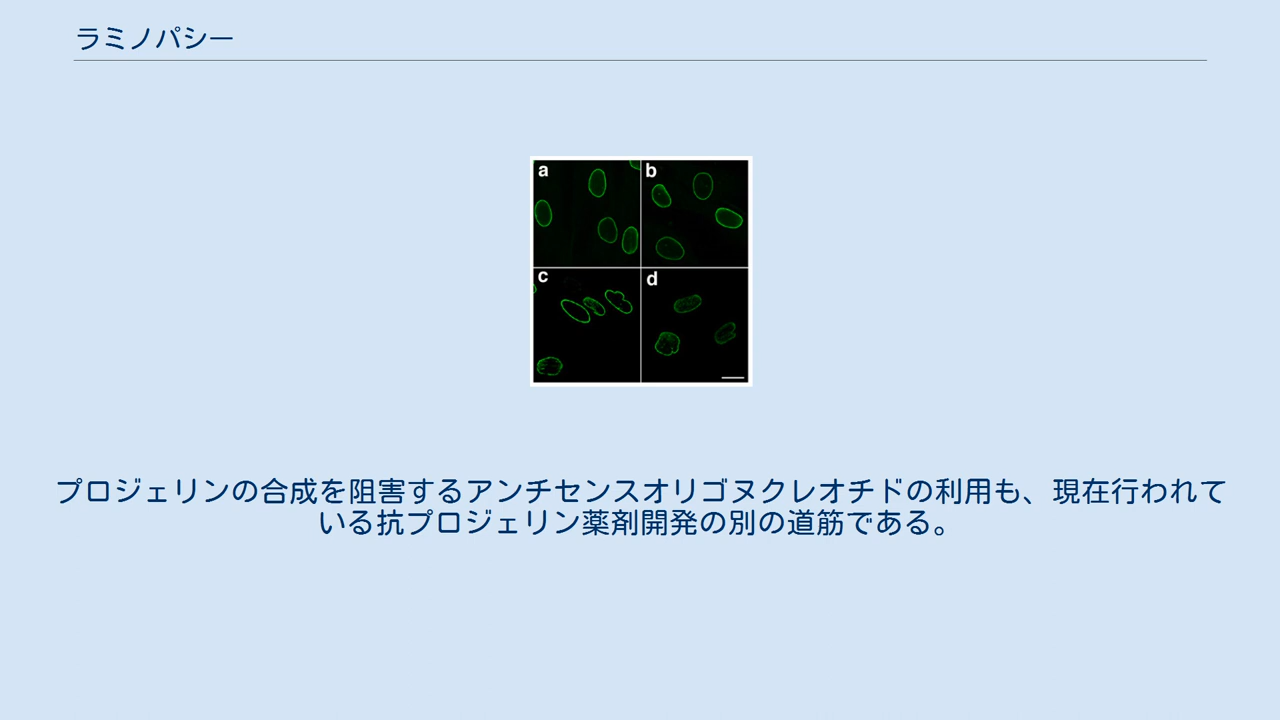 ラミノパシー
a
b
c
d
プロジェリンの合成を阻害するアンチセンスオリゴヌクレオチドの利用も、現在行われて
いる抗プロジェリン薬剤開発の別の道筋である。